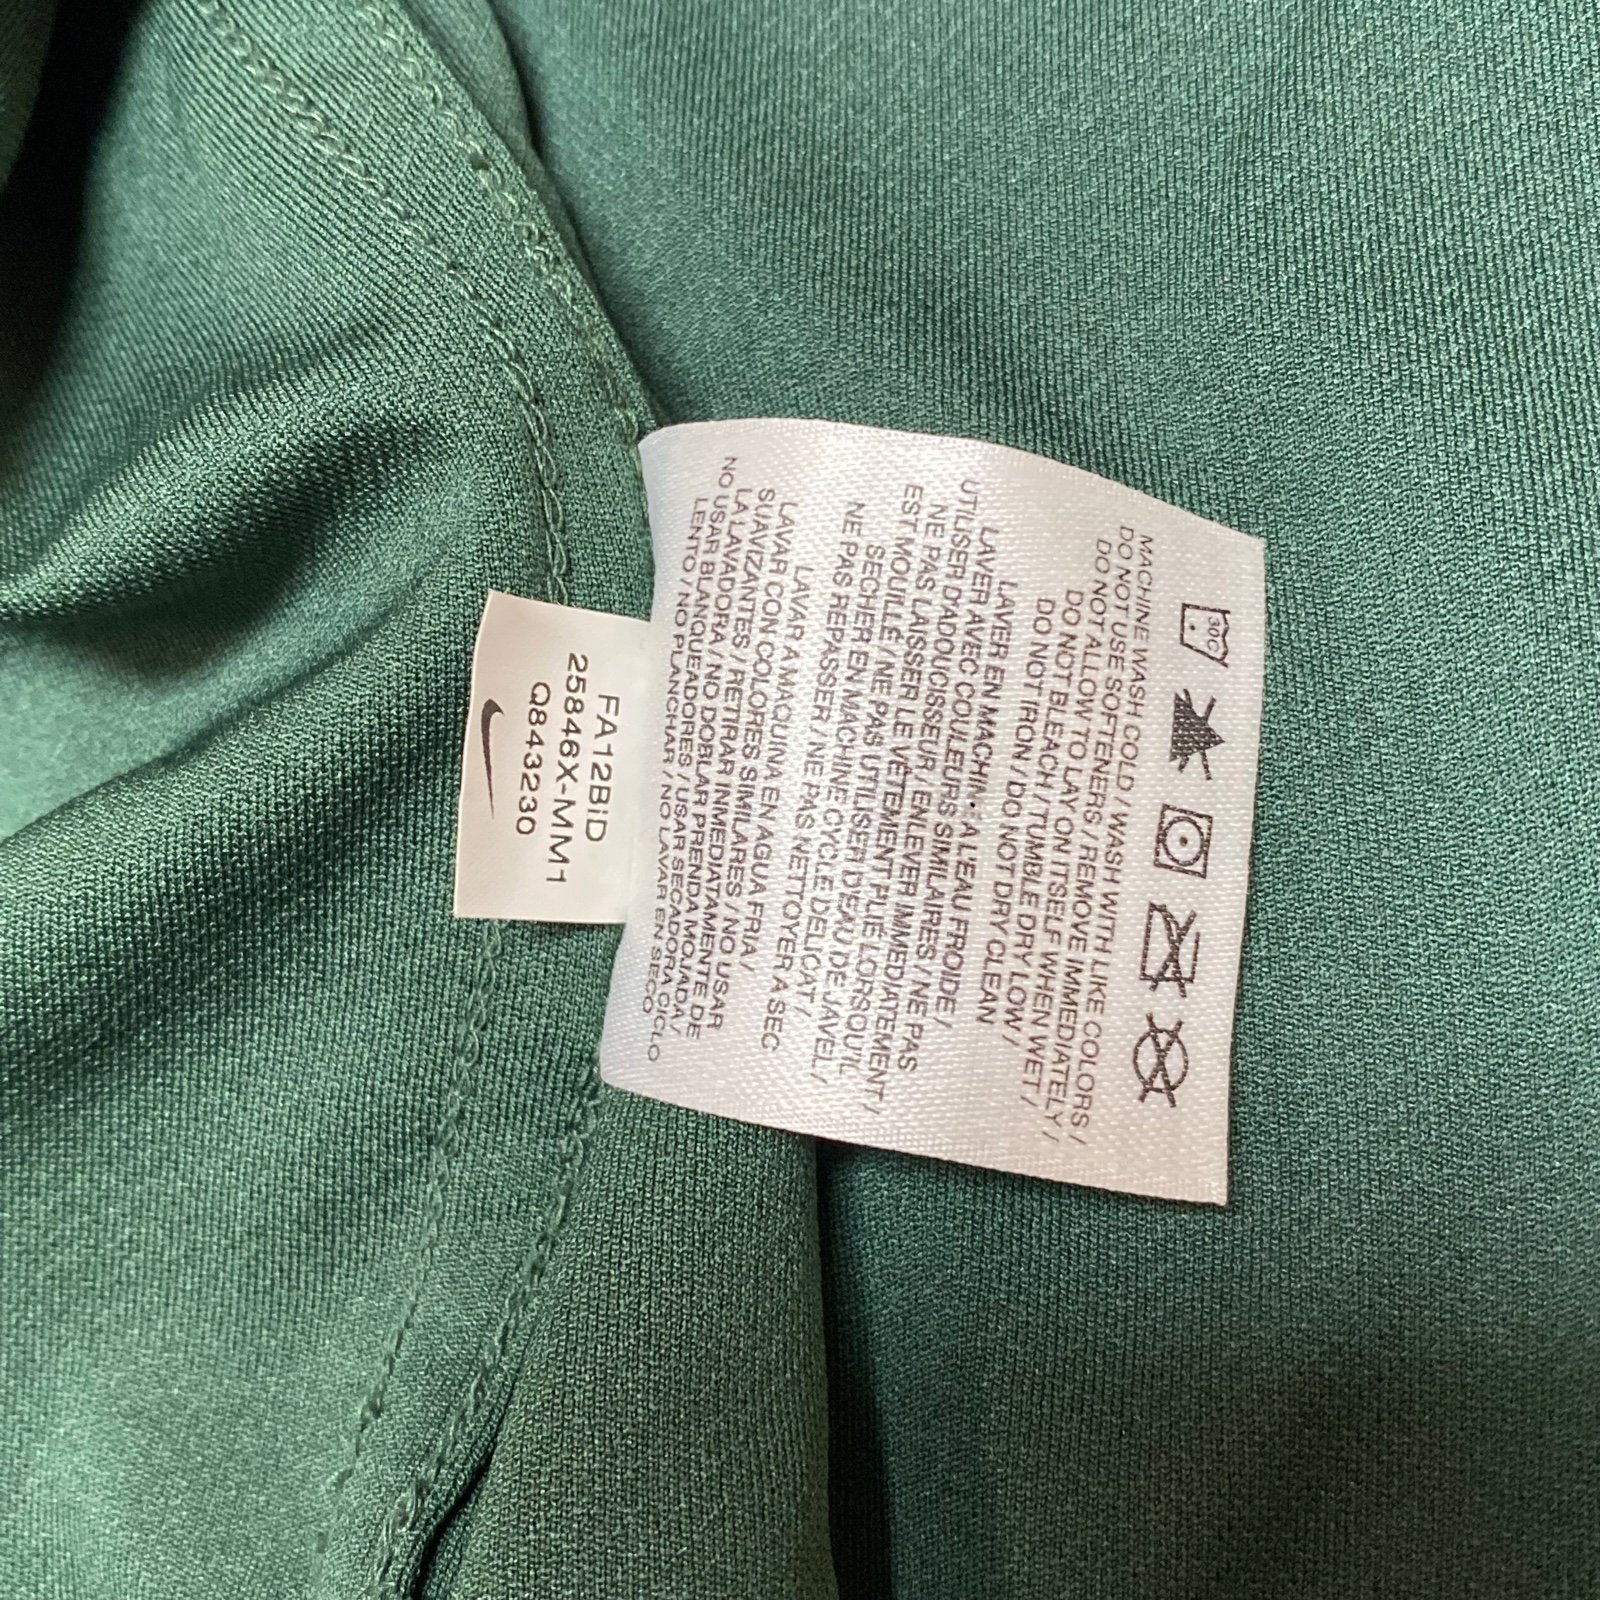 30C
MACHINE WASH COLD / WASH WITH LIKE COLORS /
DO NOT USE SOFTENERS / REMOVE IMMEDIATELY
DO NOT ALLOW TO LAY ON ITSELF WHEN WET /
DO NOT BLEACH / TUMBLE DRY LOW /
DO NOT IRON / DO NOT DRY CLEAN
LAVER EN MACHINE À L'EAU FROIDE /
LAVER AVEC COULEURS SIMILAIRES / NE PAS
UTILISER D'ADOUCISSEUR / ENLEVER IMMEDIATEMENT /
NE PAS LAISSER LE VÊTEMENT PLIÉ LORSQU'IL
EST MOUILLÉ / NE PAS UTILISER D'EAU DE JAVEL /
SÉCHER EN MACHINE CYCLE DELICAT /
NE PAS REPASSER / NE PAS NETTOYER A SEC
LAVAR A MAQUINA EN AGUA FRIA /
LAVAR CON COLORES SIMILARES / NO USAR
SUAVIZANTES / RETIRAR INMEDIATAMENTE DE
LA LAVADORA / NO DOBLAR PRENDA MOJADA /
NO USAR BLANQUEADORES / USAR SECADORA, CICLO
LENTO / NO PLANCHAR / NO LAVAR EN SECO
FA12BiD
25846X-MM1
Q843230